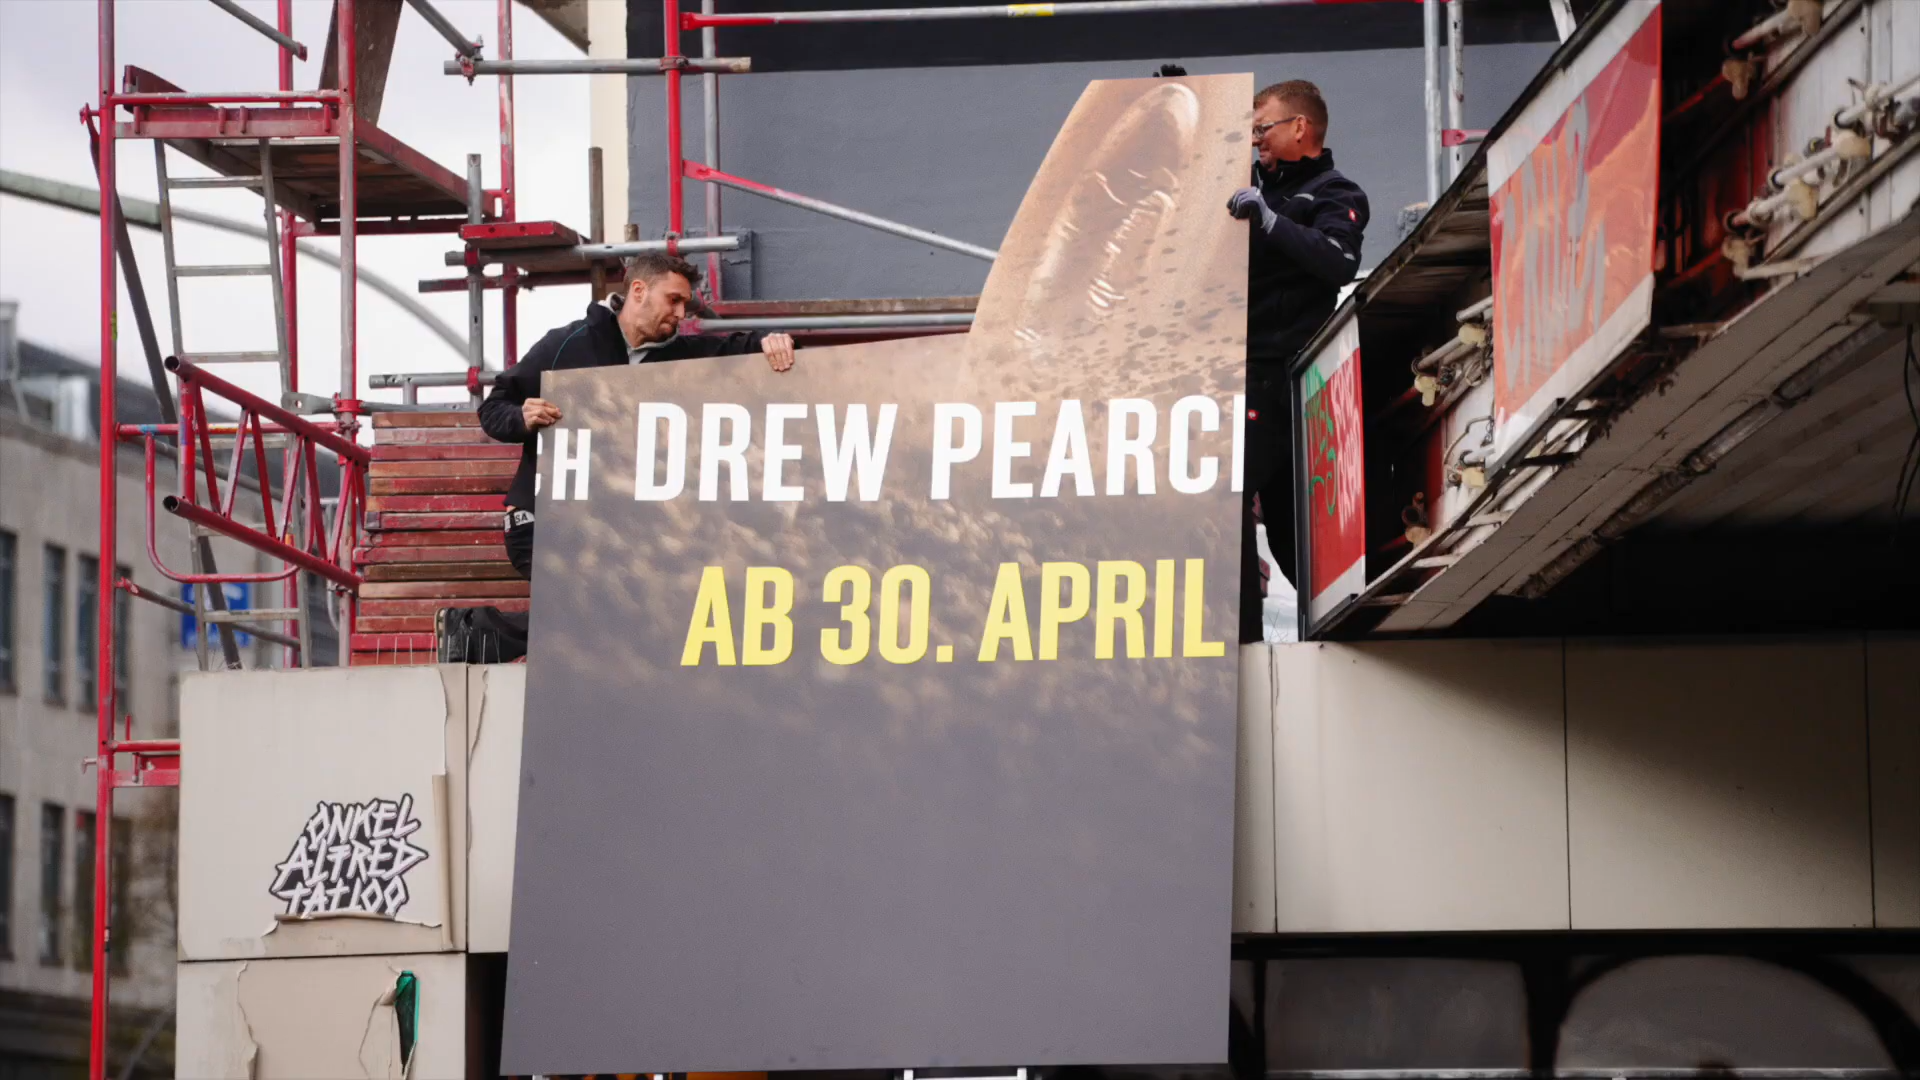 CH DREW PEARC
AB 30. APRIL
ONKEL
ALFRED
TATTOO